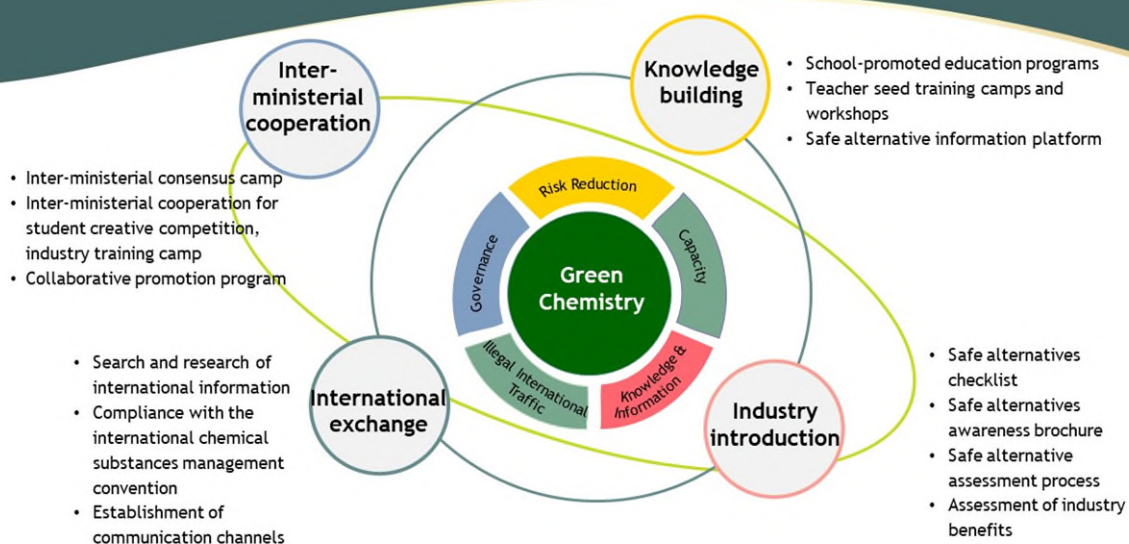 Inter-
ministerial
cooperation
• Inter-ministerial consensus camp
• Inter-ministerial cooperation for
student creative competition,
industry training camp
• Collaborative promotion program
Knowledge
building
• School-promoted education programs
• Teacher seed training camps and
workshops
• Safe alternative information platform
Risk Reduction
Capacity
Knowledge &
Information
Illegal International
Traffic
Governance
Green
Chemistry
International
exchange
• Search and research of
international information
• Compliance with the
international chemical
substances management
convention
• Establishment of
communication channels
Industry
introduction
• Safe alternatives
checklist
• Safe alternatives
awareness brochure
• Safe alternative
assessment process
• Assessment of industry
benefits